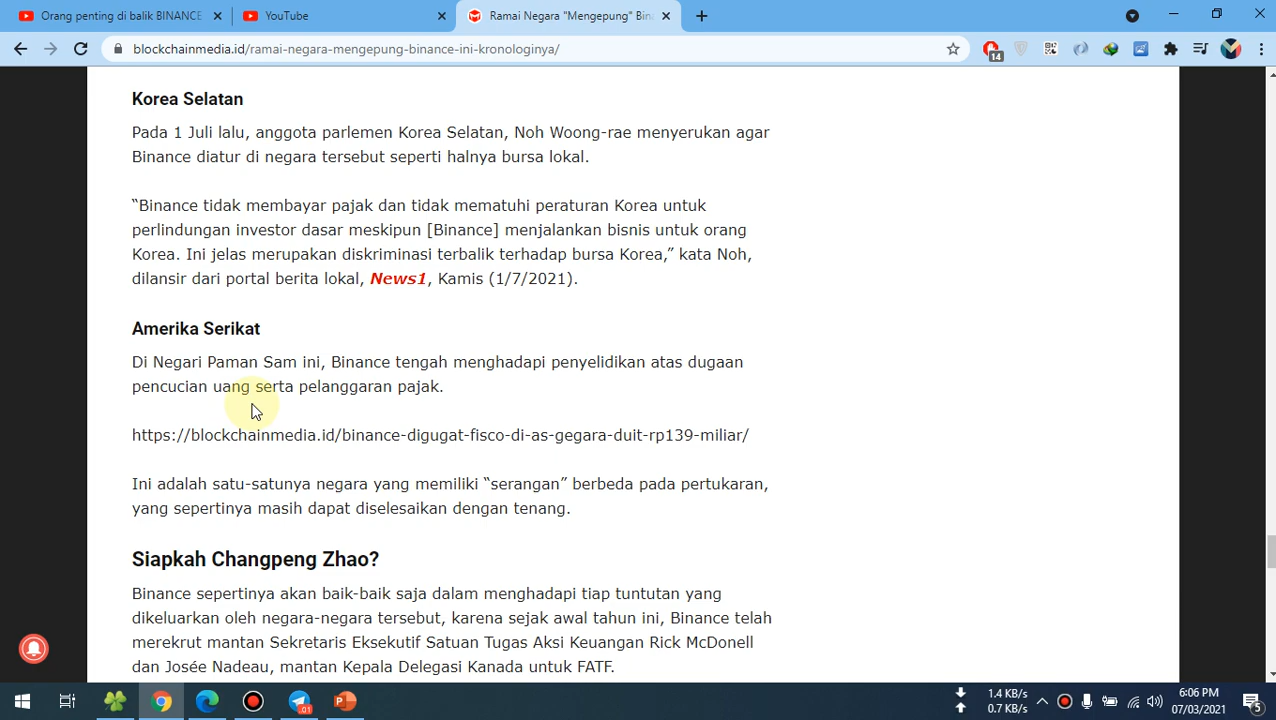 Orang penting di balik BINANCE
YouTube
Ramai Negara "Mengepung" Bin
blockchainmedia.id/ramai-negara-mengepung-binance-ini-kronologinya/
14
Korea Selatan
Pada 1 Juli lalu, anggota parlemen Korea Selatan, Noh Woong-rae menyerukan agar
Binance diatur di negara tersebut seperti halnya bursa lokal.
“Binance tidak membayar pajak dan tidak mematuhi peraturan Korea untuk
perlindungan investor dasar meskipun [Binance] menjalankan bisnis untuk orang
Korea. Ini jelas merupakan diskriminasi terbalik terhadap bursa Korea,” kata Noh,
dilansir dari portal berita lokal, News1, Kamis (1/7/2021).
Amerika Serikat
Di Negari Paman Sam ini, Binance tengah menghadapi penyelidikan atas dugaan
pencucian uang serta pelanggaran pajak.
https://blockchainmedia.id/binance-digugat-fisco-di-as-gegara-duit-rp139-miliar/
Ini adalah satu-satunya negara yang memiliki “serangan” berbeda pada pertukaran,
yang sepertinya masih dapat diselesaikan dengan tenang.
Siapkah Changpeng Zhao?
Binance sepertinya akan baik-baik saja dalam menghadapi tiap tuntutan yang
dikeluarkan oleh negara-negara tersebut, karena sejak awal tahun ini, Binance telah
merekrut mantan Sekretaris Eksekutif Satuan Tugas Aksi Keuangan Rick McDonell
dan Josée Nadeau, mantan Kepala Delegasi Kanada untuk FATF.
1.4 KB/s
0.7 KB/s
6:06 PM
07/03/2021
5